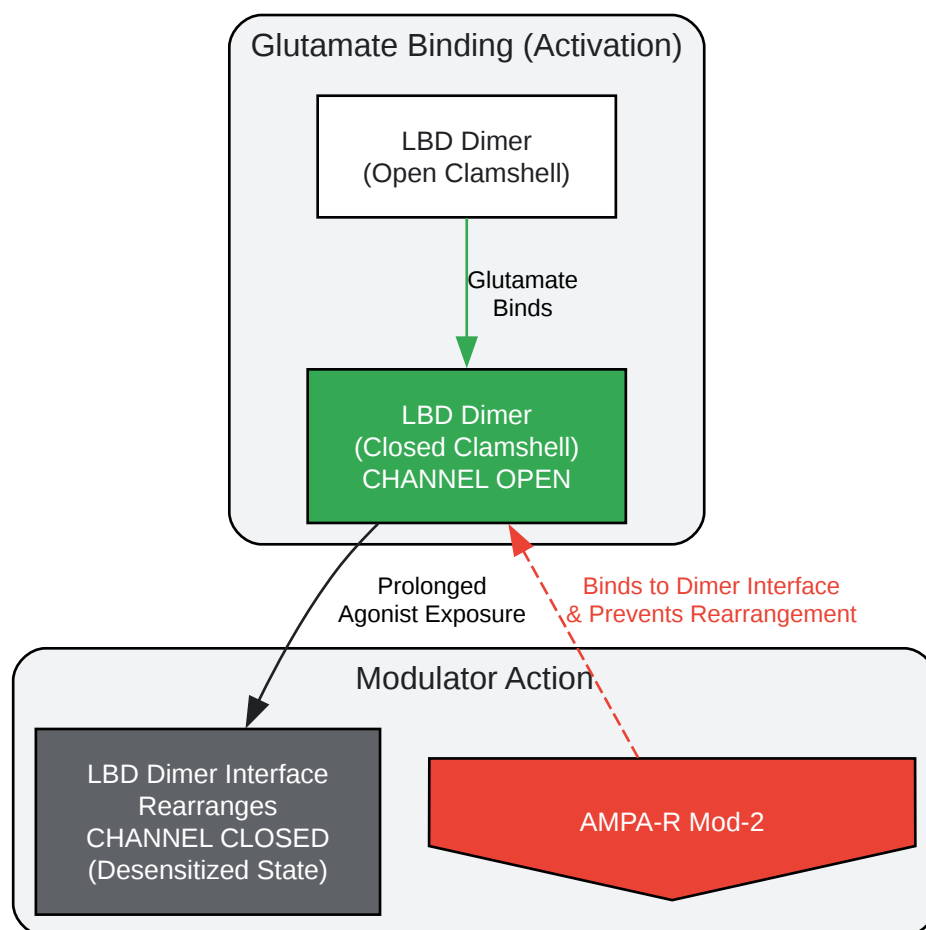 Glutamate Binding (Activation)
LBD Dimer
(Open Clamshell)
Glutamate
Binds
LBD Dimer
(Closed Clamshell)
CHANNEL OPEN
Prolonged
Agonist Exposure
Binds to Dimer Interface
& Prevents Rearrangement
Modulator Action
LBD Dimer Interface
Rearranges
CHANNEL CLOSED
(Desensitized State)
AMPA-R Mod-2